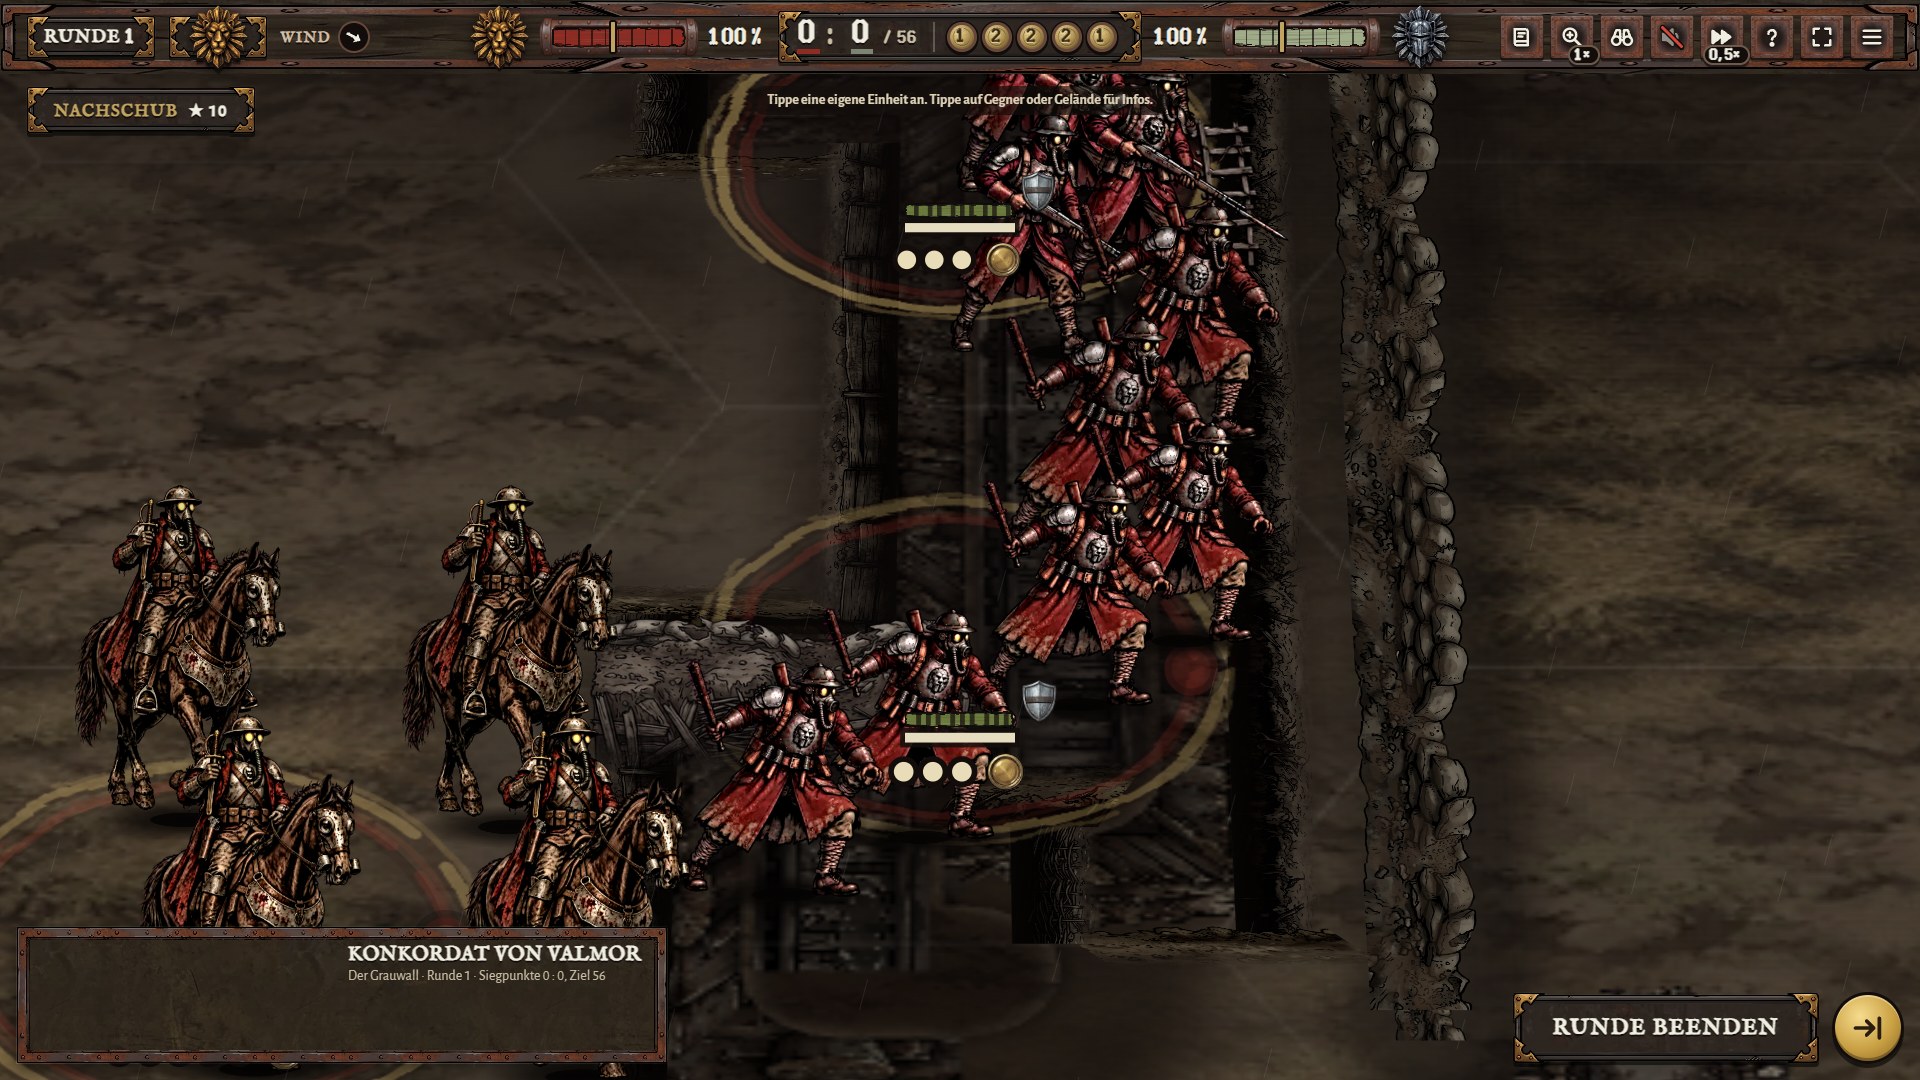 RUNDE 1
WIND
100 %
0 : 0 / 56
1 2 2 2 1
100 %
1×
0,5×
?
NACHSCHUB ★ 10
Tippe eine eigene Einheit an. Tippe auf Gegner oder Gelände für Infos.
KONKORDAT VON VALMOR
Der Grauwall · Runde 1 · Siegpunkte 0 : 0, Ziel 56
RUNDE BEENDEN